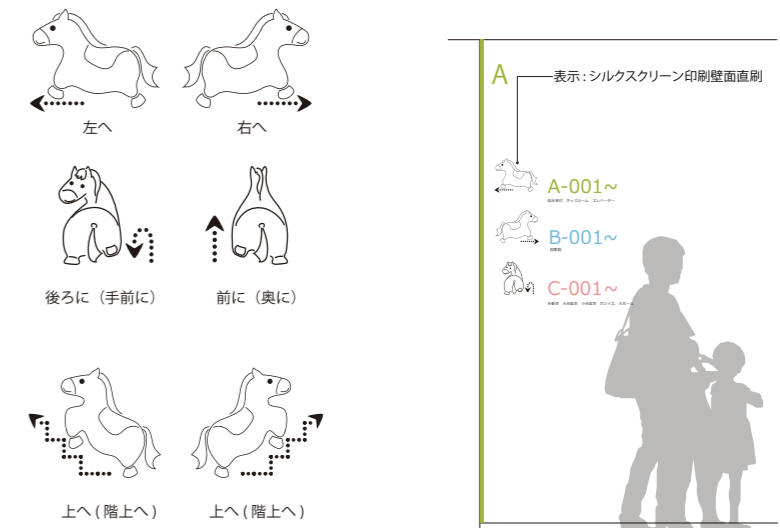 左へ
右へ
後ろに（手前に）
前に（奥に）
上へ ( 階上へ )
上へ ( 階上へ )
A
表示 : シルクスクリーン印刷壁面直刷
A-001~
B-001~
C-001~